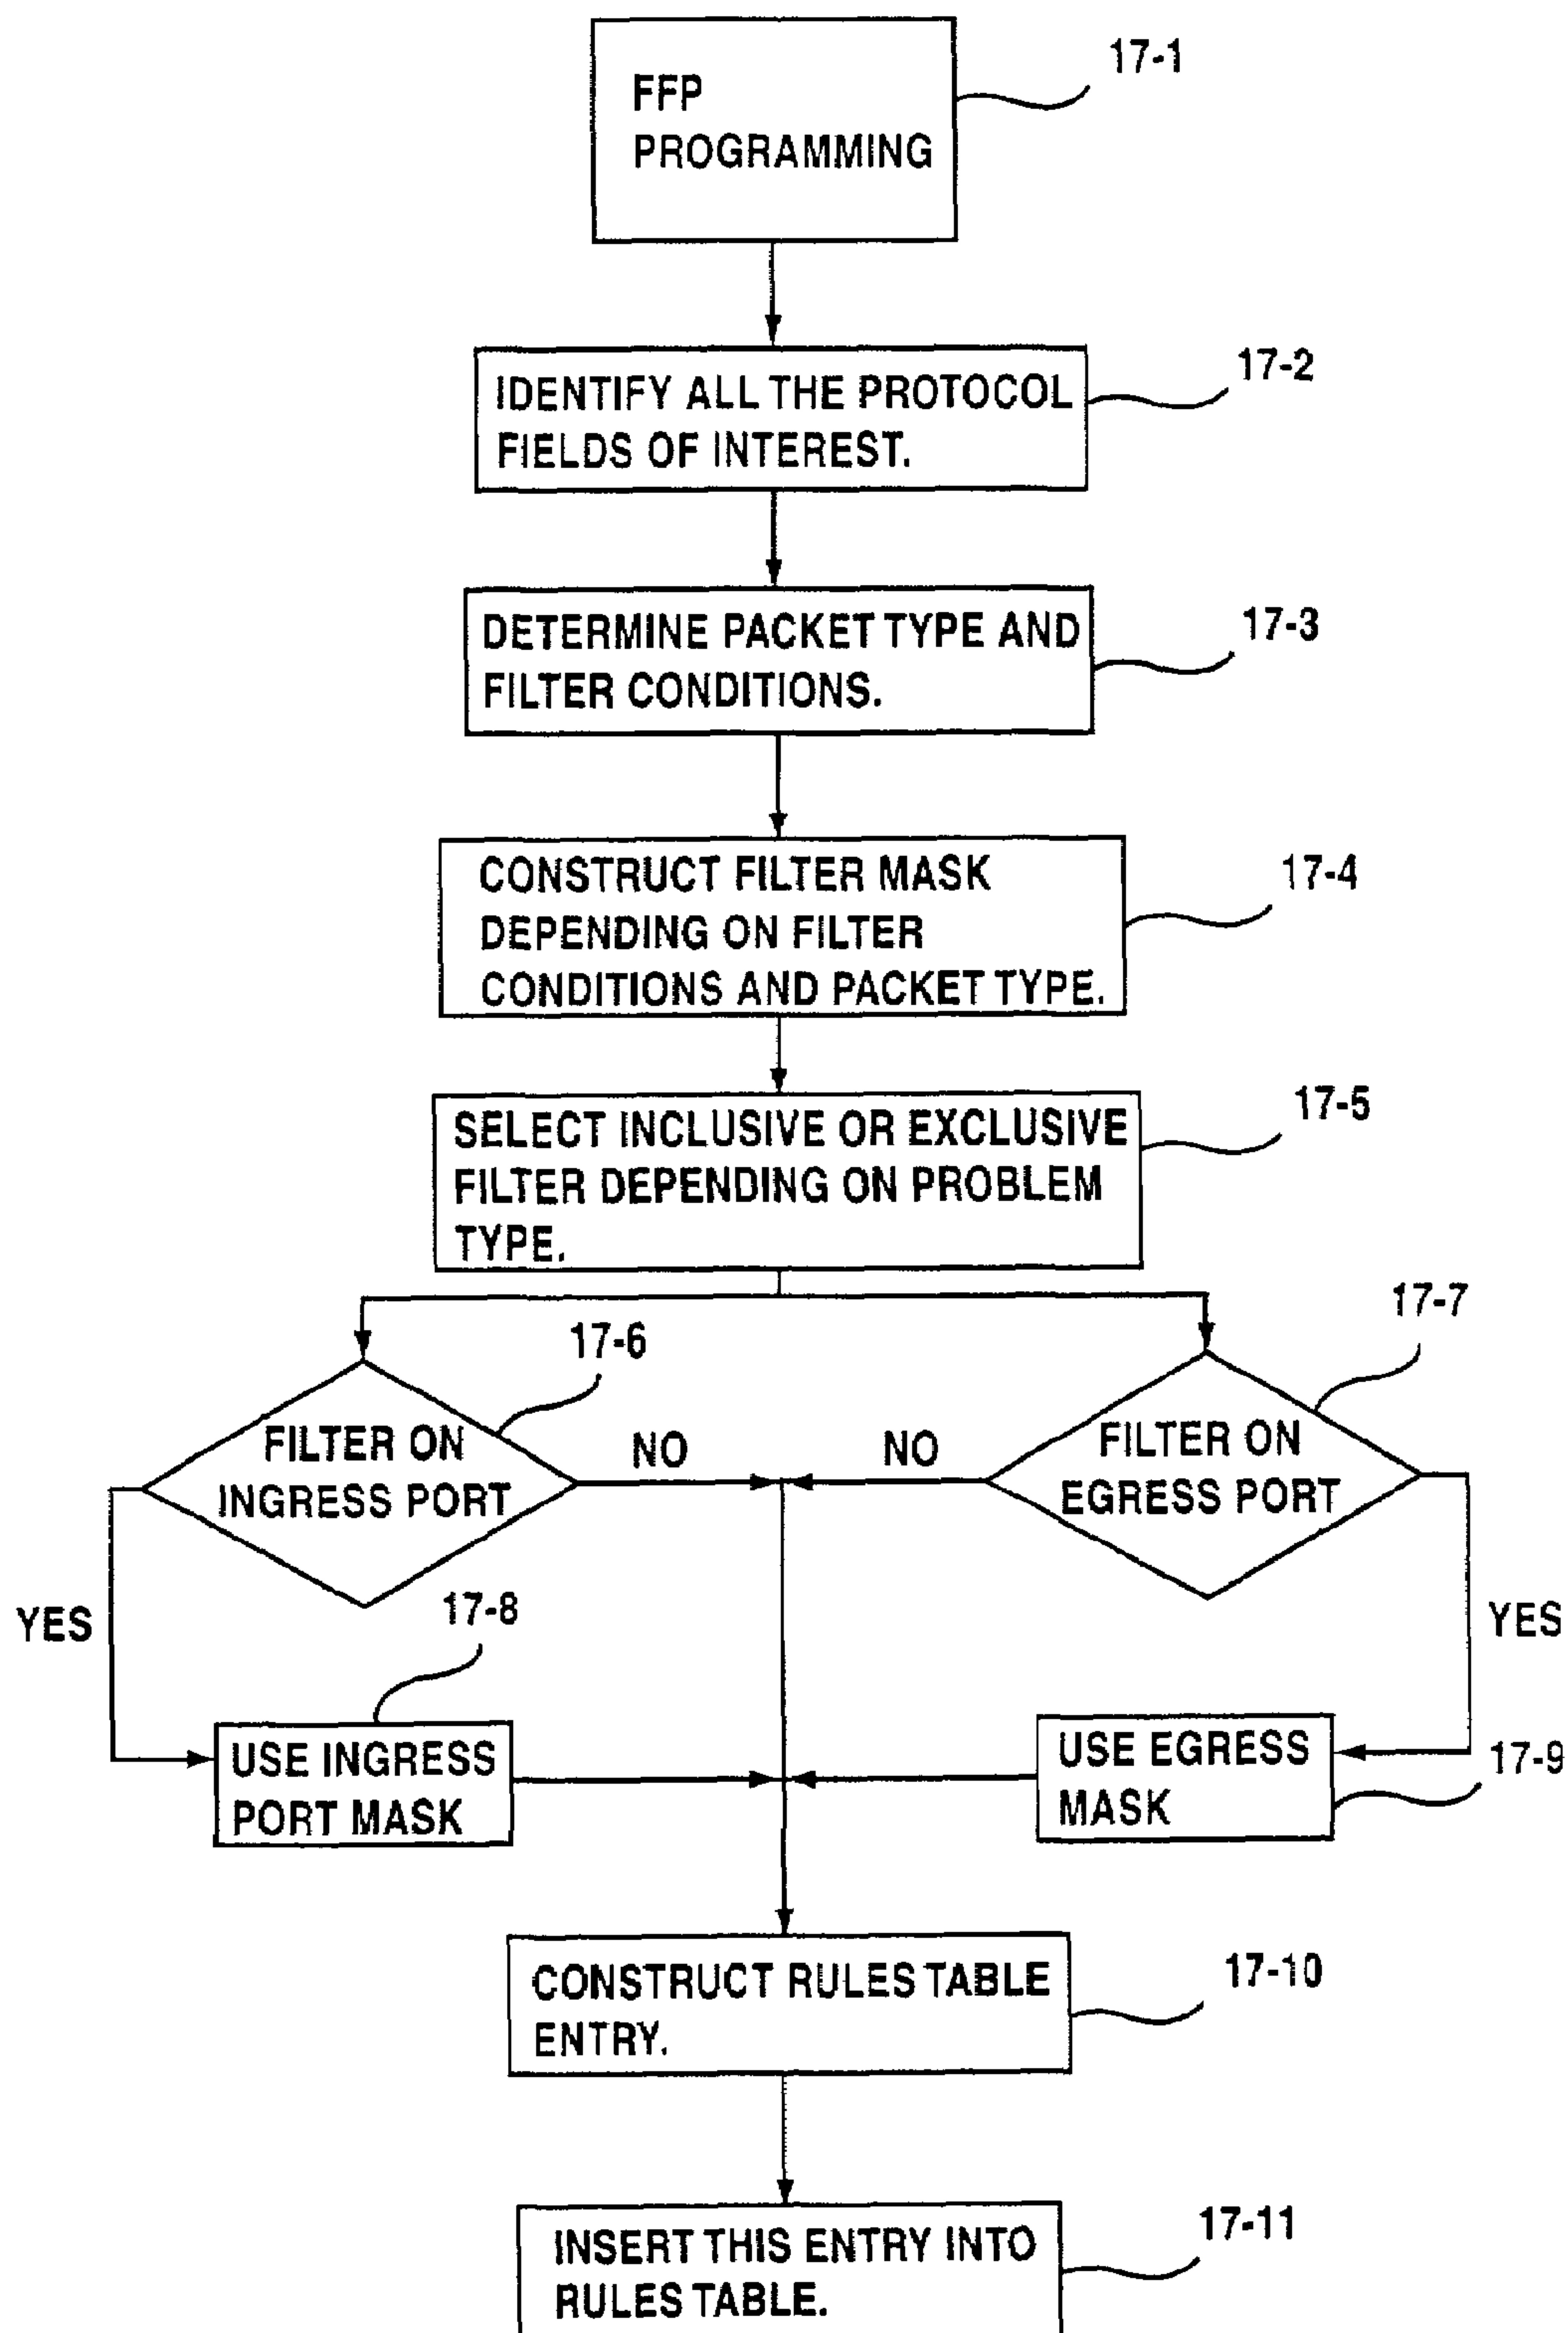 FFP
PROGRAMMING
17-1
IDENTIFY ALL THE PROTOCOL
FIELDS OF INTEREST.
17-2
DETERMINE PACKET TYPE AND
FILTER CONDITIONS.
17-3
CONSTRUCT FILTER MASK
DEPENDING ON FILTER
CONDITIONS AND PACKET TYPE.
17-4
SELECT INCLUSIVE OR EXCLUSIVE
FILTER DEPENDING ON PROBLEM
TYPE.
17-5
17-6
17-7
FILTER ON
INGRESS PORT
NO
NO
FILTER ON
EGRESS PORT
YES
17-8
YES
USE INGRESS
PORT MASK
USE EGRESS
MASK
17-9
CONSTRUCT RULES TABLE
ENTRY.
17-10
INSERT THIS ENTRY INTO
RULES TABLE.
17-11